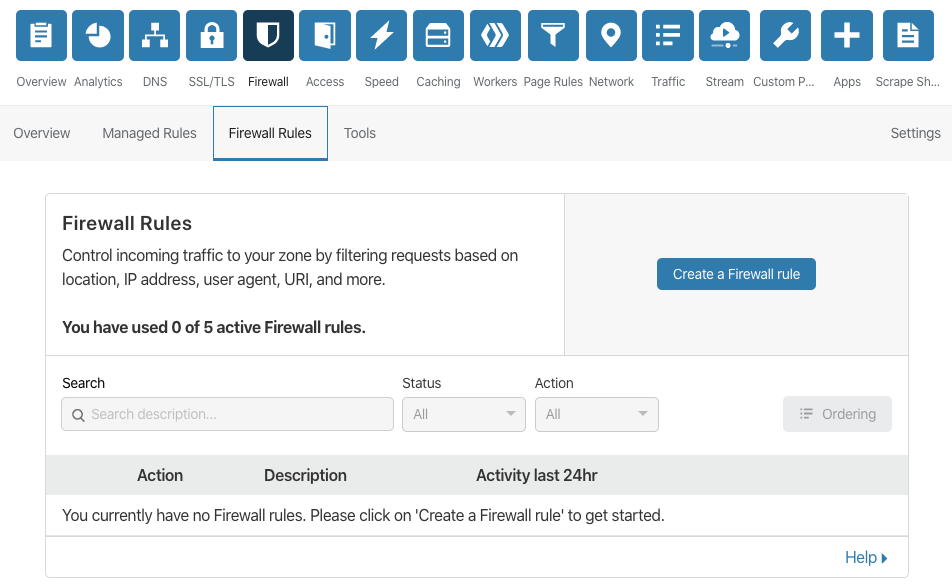 Overview Analytics DNS SSL/TLS Firewall Access Speed Caching Workers Page Rules Network Traffic Stream Custom P... Apps Scrape Sh...
Overview Managed Rules Firewall Rules Tools Settings
Firewall Rules
Control incoming traffic to your zone by filtering requests based on
location, IP address, user agent, URI, and more.
Create a Firewall rule
You have used 0 of 5 active Firewall rules.
Search Status Action
Search description... All All Ordering
Action Description Activity last 24hr
You currently have no Firewall rules. Please click on 'Create a Firewall rule' to get started.
Help